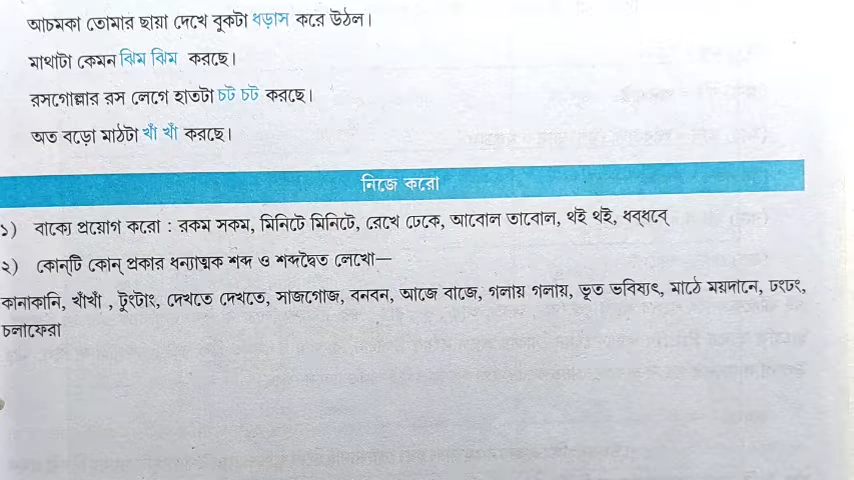 আচমকা তোমার ছায়া দেখে বুকটা ধড়াস করে উঠল।
মাথাটা কেমন ঝিম ঝিম করছে।
রসগোল্লার রস লেগে হাতটা চট চট করছে।
অত বড়ো মাঠটা খাঁ খাঁ করছে।
নিজে করো
১) বাক্যে প্রয়োগ করো : রকম সকম, মিনিটে মিনিটে, রেখে ঢেকে, আবোল তাবোল, থই থই, ধব্‌ধবে
২) কোন্‌টি কোন্ প্রকার ধন্যাত্মক শব্দ ও শব্দদ্বৈত লেখো—
কানাকানি, খাঁখাঁ , টুংটাং, দেখতে দেখতে, সাজগোজ, বনবন, আজে বাজে, গলায় গলায়, ভূত ভবিষ্যৎ, মাঠে ময়দানে, ঢংঢং,
চলাফেরা